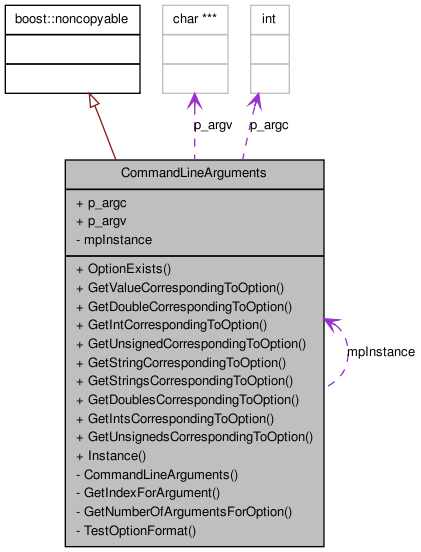 boost::noncopyable
char ***
int
p_argv
p_argc
CommandLineArguments
+ p_argc
+ p_argv
- mpInstance
+ OptionExists()
+ GetValueCorrespondingToOption()
+ GetDoubleCorrespondingToOption()
+ GetIntCorrespondingToOption()
+ GetUnsignedCorrespondingToOption()
+ GetStringCorrespondingToOption()
+ GetStringsCorrespondingToOption()
+ GetDoublesCorrespondingToOption()
+ GetIntsCorrespondingToOption()
+ GetUnsignedsCorrespondingToOption()
+ Instance()
- CommandLineArguments()
- GetIndexForArgument()
- GetNumberOfArgumentsForOption()
- TestOptionFormat()
mpInstance